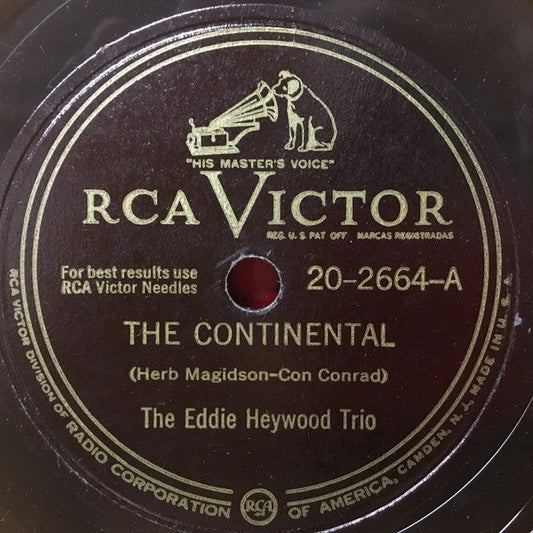 "HIS MASTER'S VOICE"
RCA VICTOR
REG. U. S. PAT. OFF. MARCAS REGISTRADAS
For best results use
RCA Victor Needles
20-2664-A
THE CONTINENTAL
(Herb Magidson-Con Conrad)
The Eddie Heywood Trio
RCA VICTOR DIVISION OF RADIO CORPORATION OF AMERICA, CAMDEN, N. J., MADE IN U. S. A.
RCA